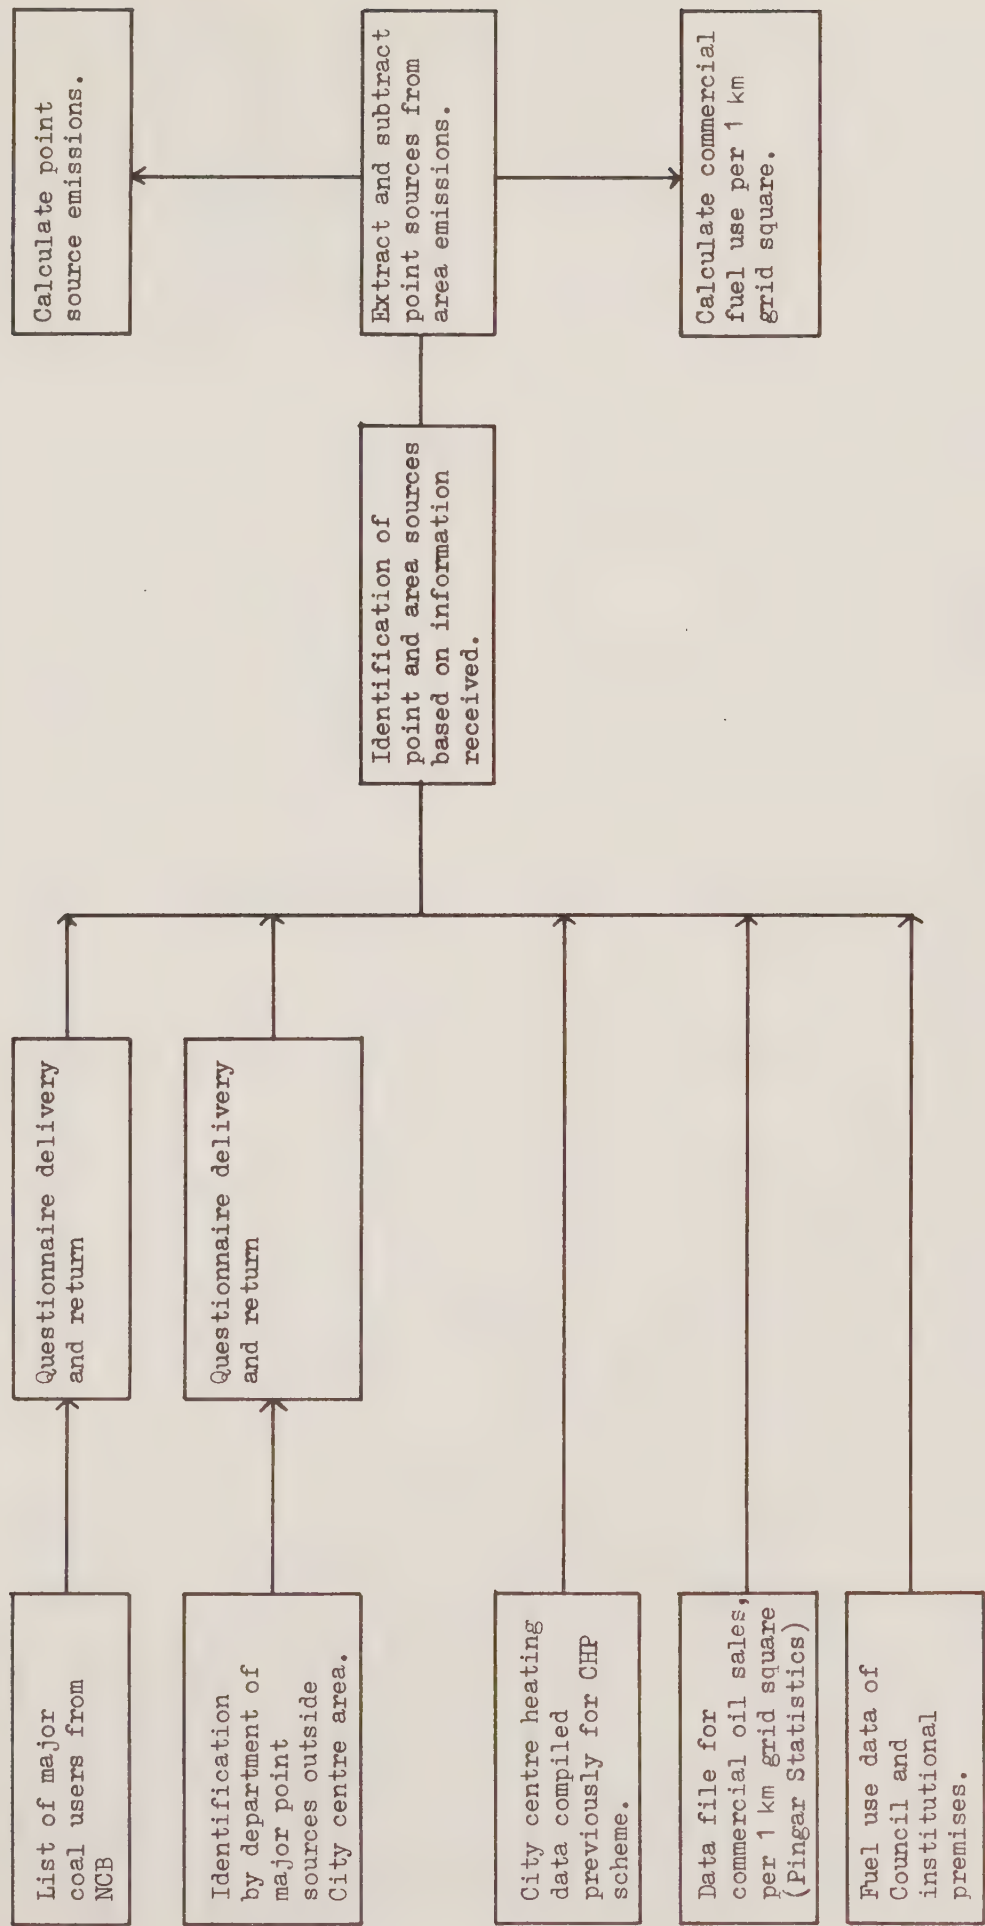 List of major
coal users from
NCB
Questionnaire delivery
and return
Identification
by department of
major point
sources outside
City centre area.
Questionnaire delivery
and return
City centre heating
data compiled
previously for CHP
scheme.
Data file for
commercial oil sales,
per 1 km grid square
(Pingar Statistics)
Fuel use data of
Council and
institutional
premises.
Identification of
point and area sources
based on information
received.
Calculate point
source emissions.
Extract and subtract
point sources from
area emissions.
Calculate commercial
fuel use per 1 km
grid square.